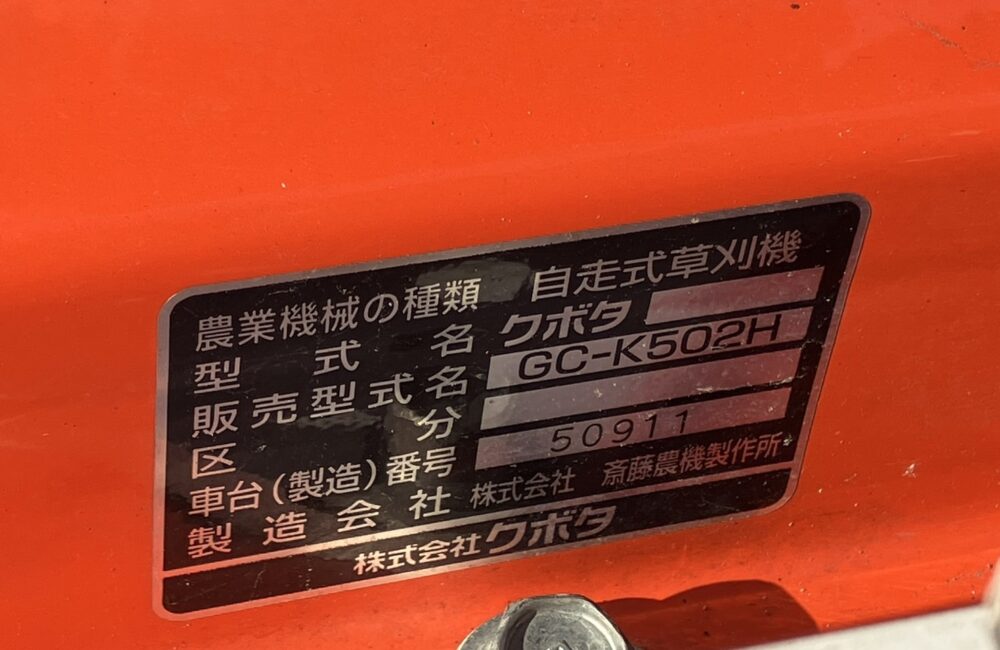 農業機械の種類 自走式草刈機
型式名 クボタ
販売型式名 GC-K502H
区分
車台(製造)番号 50911
製造会社 株式会社 斎藤農機製作所
株式会社クボタ